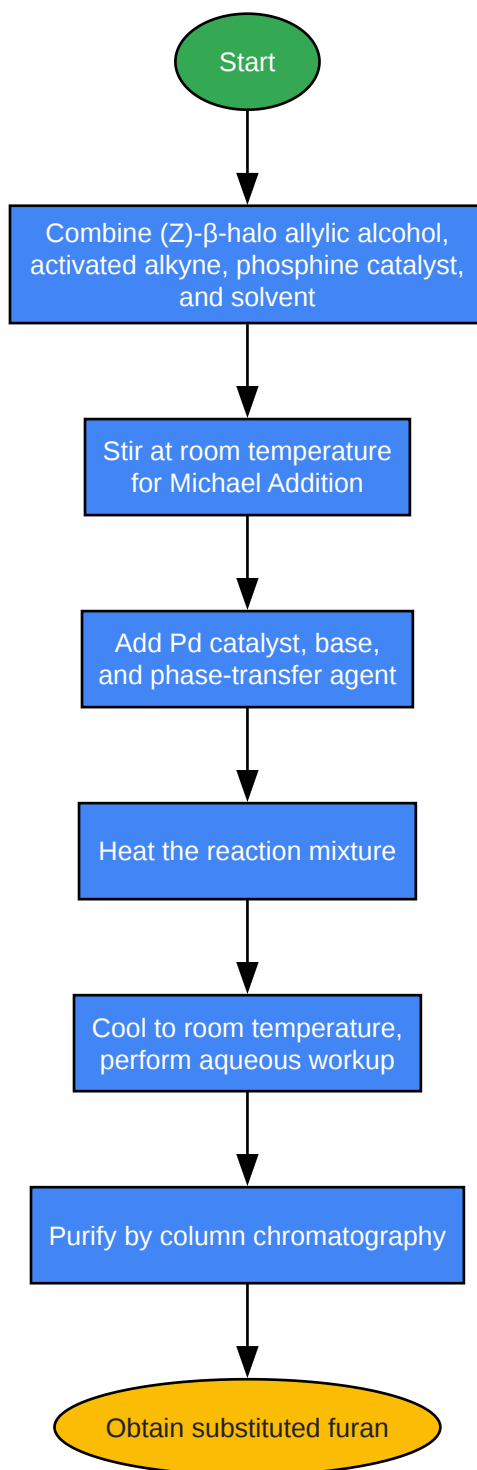 Start
Combine (Z)-β-halo allylic alcohol,
activated alkyne, phosphine catalyst,
and solvent
Stir at room temperature
for Michael Addition
Add Pd catalyst, base,
and phase-transfer agent
Heat the reaction mixture
Cool to room temperature,
perform aqueous workup
Purify by column chromatography
Obtain substituted furan